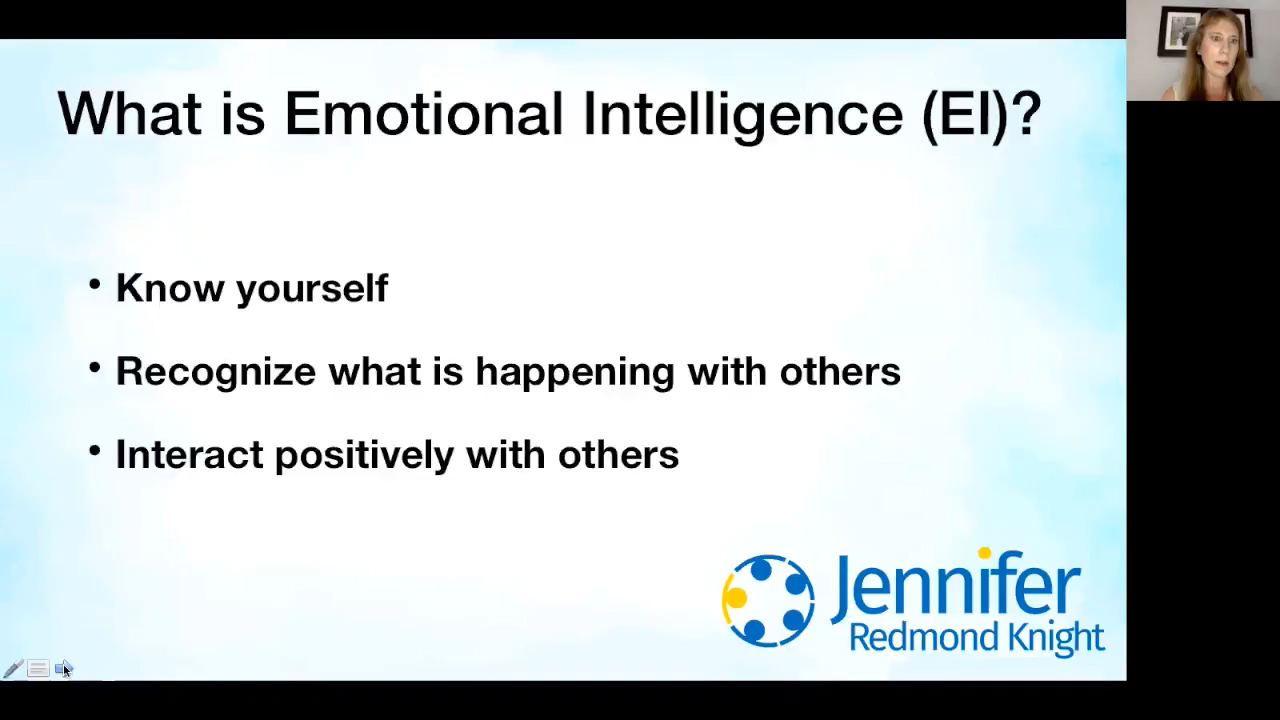 What is Emotional Intelligence (EI)?
• Know yourself
• Recognize what is happening with others
• Interact positively with others
Jennifer
Redmond Knight